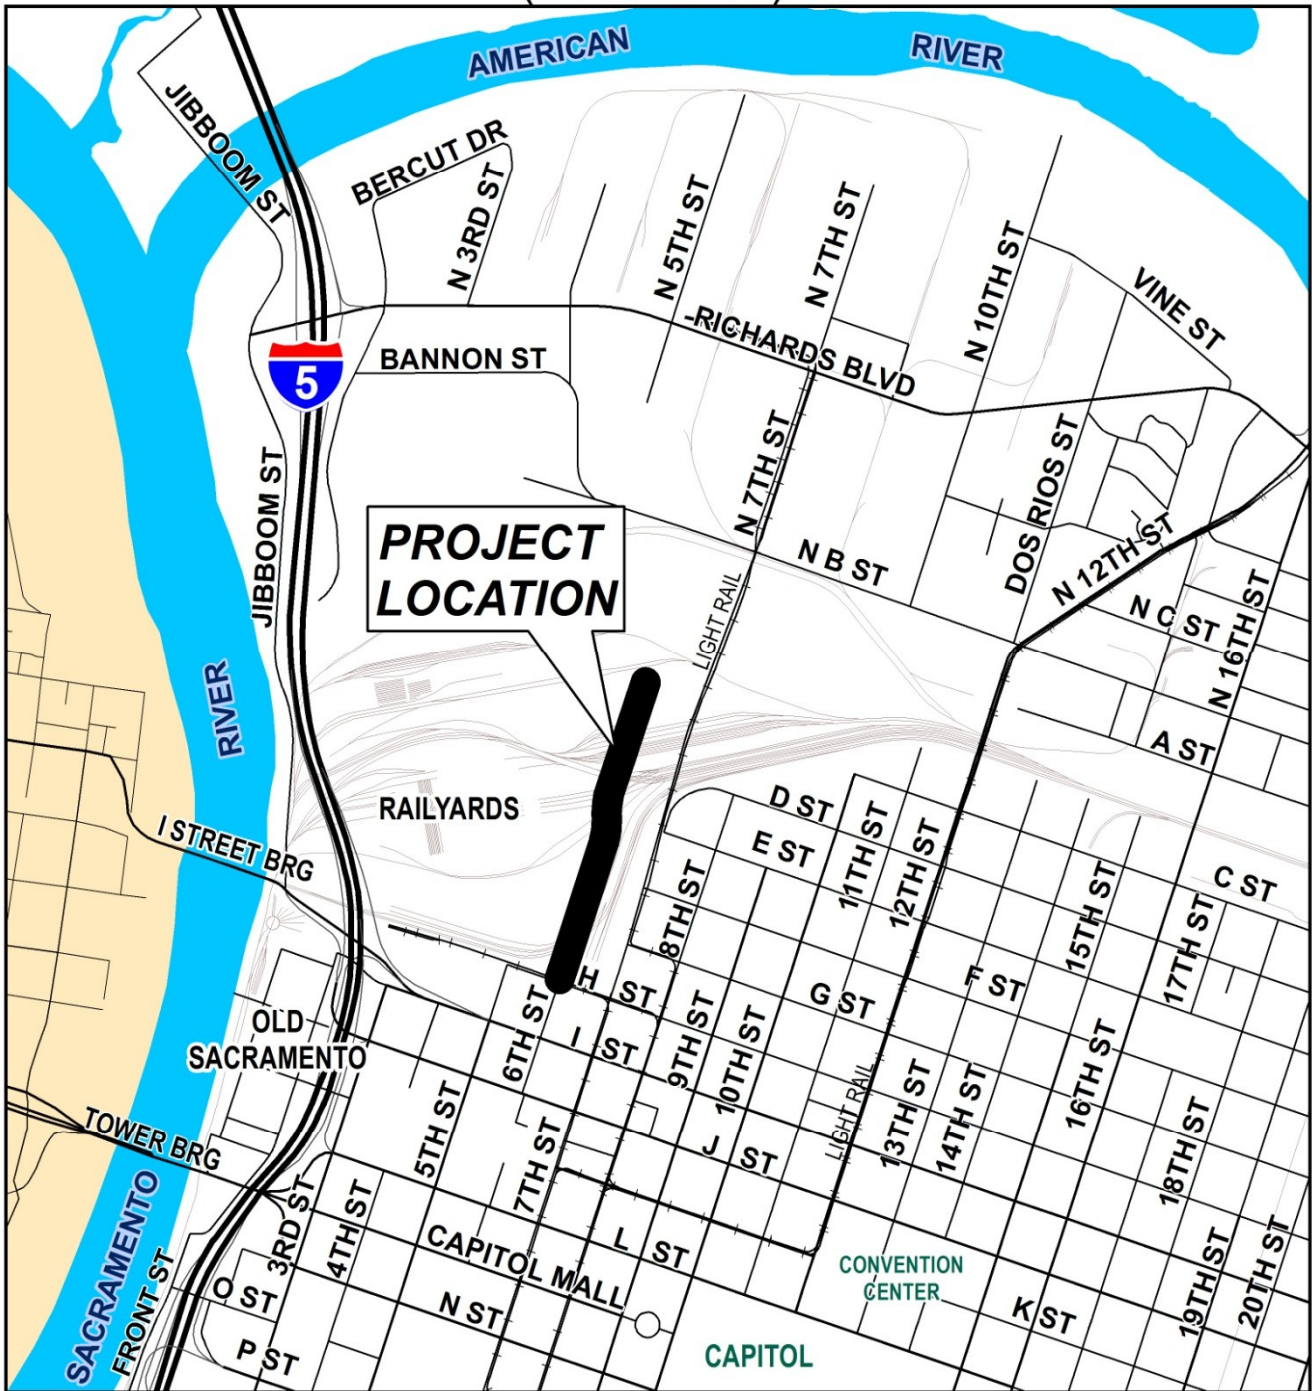 AMERICAN
RIVER
JIBBOOM ST
BERCUT DR
N 3RD ST
N 5TH ST
N 7TH ST
N 10TH ST
VINE ST
-RICHARDS BLVD
BANNON ST
5
JIBBOOM ST
N 7TH ST
DOS RIOS ST
PROJECT
LOCATION
N B ST
N 12TH ST
N C ST
N 16TH ST
LIGHT RAIL
RIVER
A ST
RAILYARDS
D ST
E ST
11TH ST
12TH ST
I STREET BRG
8TH ST
15TH ST
C ST
17TH ST
H ST
G ST
F ST
OLD
SACRAMENTO
6TH ST
I ST
9TH ST
10TH ST
16TH ST
LIGHT RAIL
13TH ST
14TH ST
TOWER BRG
5TH ST
7TH ST
J ST
18TH ST
SACRAMENTO
3RD ST
4TH ST
CAPITOL MALL
L ST
CONVENTION
CENTER
19TH ST
20TH ST
FRONT ST
O ST
N ST
K ST
P ST
CAPITOL